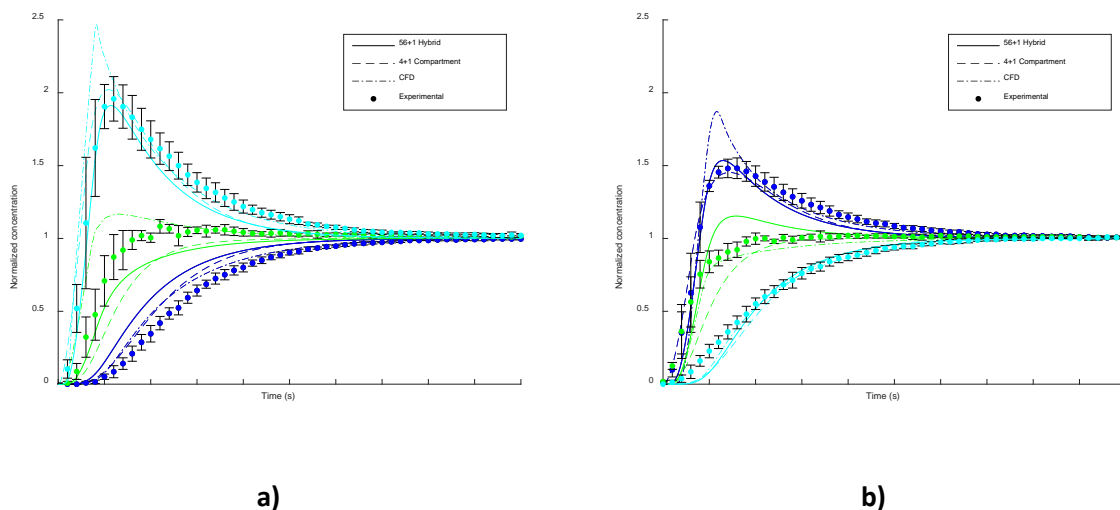 2.5
2
1.5
1
0.5
0
Normalized concentration
Time (s)
56+1 Hybrid
4+1 Compartment
CFD
Experimental
a)
2.5
2
1.5
1
0.5
0
Normalized concentration
Time (s)
56+1 Hybrid
4+1 Compartment
CFD
Experimental
b)